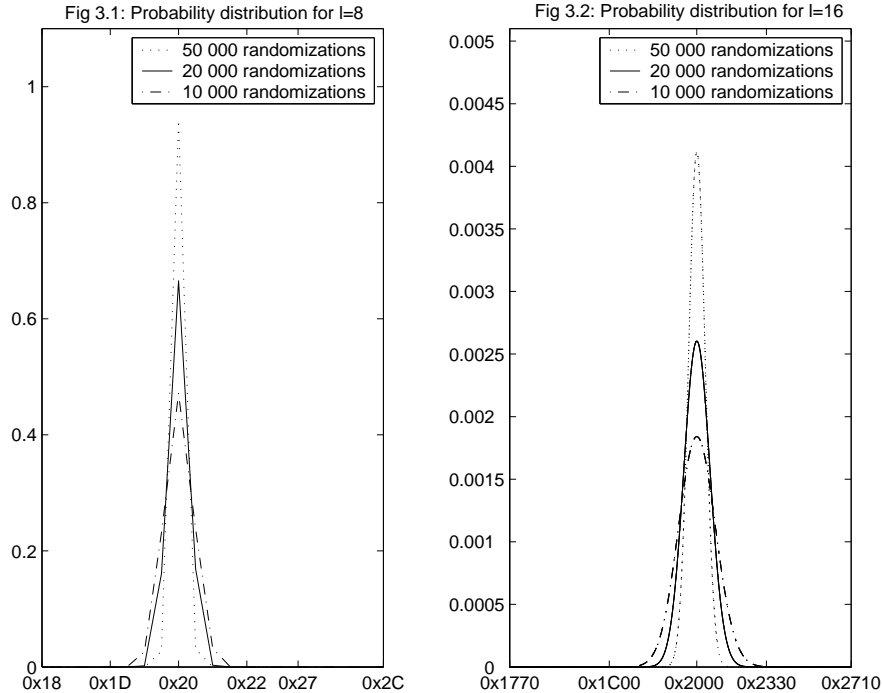 Fig 3.1: Probability distribution for l=8
50 000 randomizations
20 000 randomizations
10 000 randomizations
1
0.8
0.6
0.4
0.2
0
0x18 0x1D 0x20 0x22 0x27 0x2C
Fig 3.2: Probability distribution for l=16
50 000 randomizations
20 000 randomizations
10 000 randomizations
0.005
0.0045
0.004
0.0035
0.003
0.0025
0.002
0.0015
0.001
0.0005
0
0x1770 0x1C00 0x2000 0x2330 0x2710